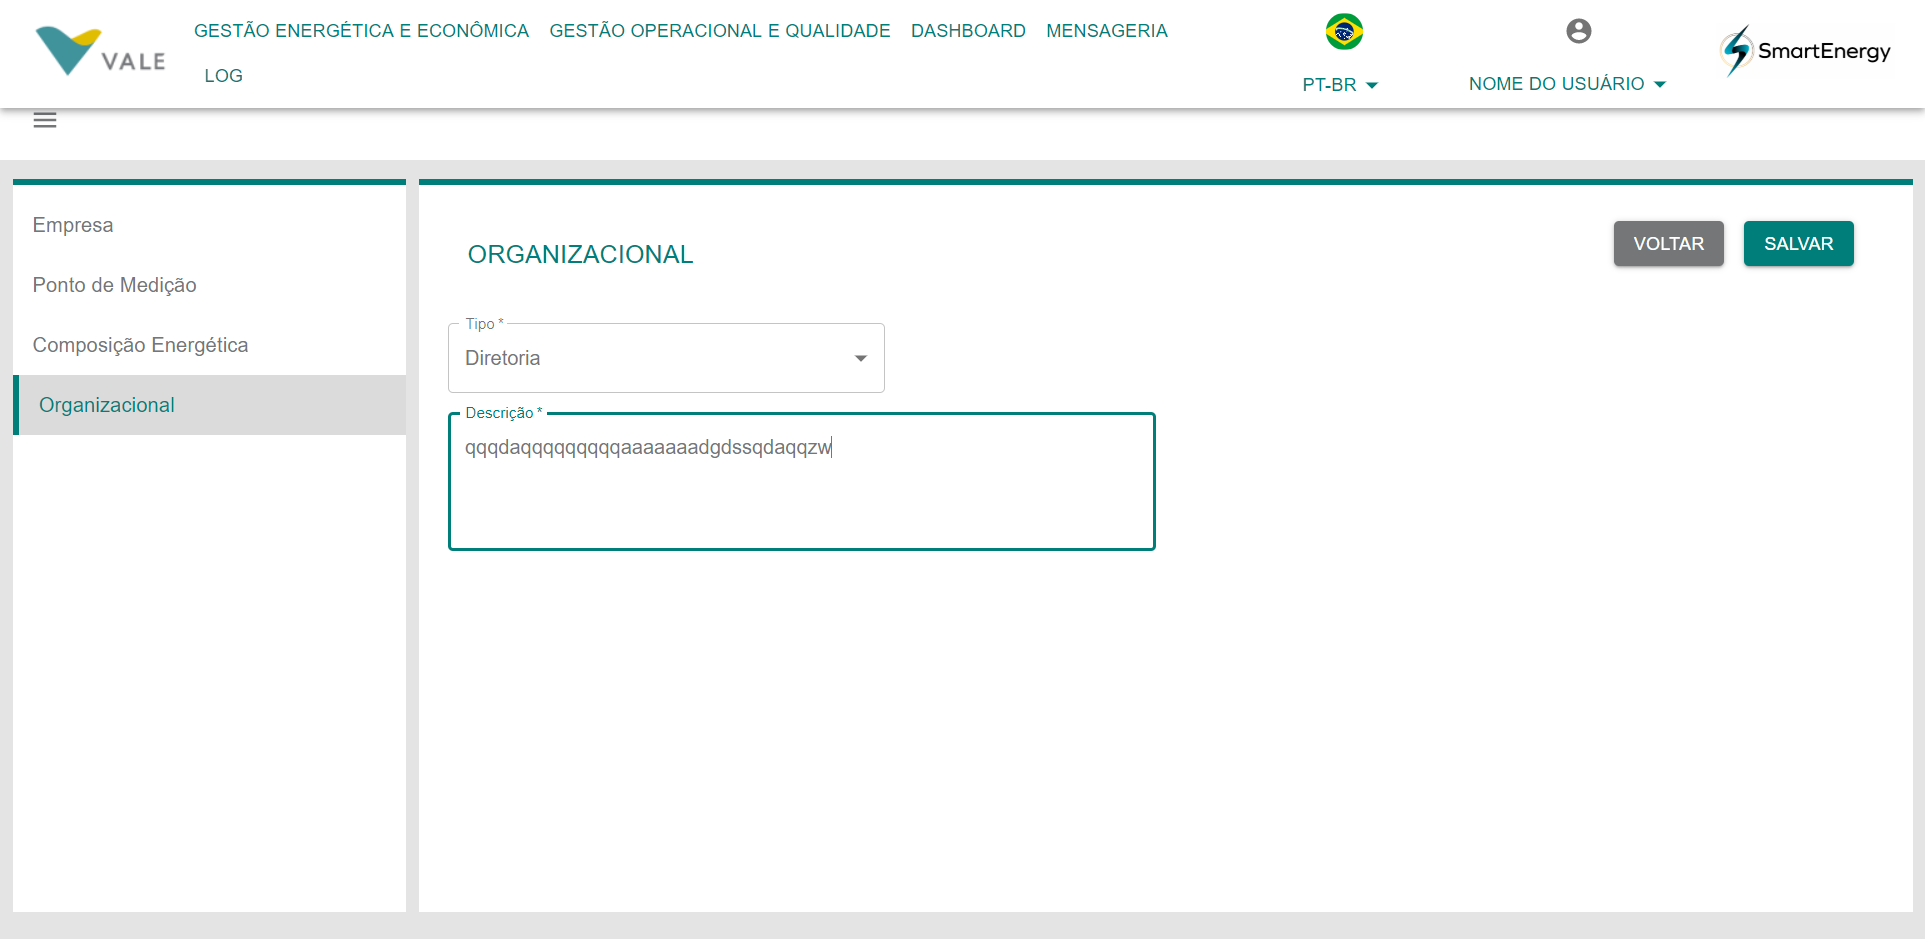 VALE
GESTÃO ENERGÉTICA E ECONÔMICA GESTÃO OPERACIONAL E QUALIDADE DASHBOARD MENSAGERIA
LOG
PT-BR
NOME DO USUÁRIO
SmartEnergy
Empresa
Ponto de Medição
Composição Energética
Organizacional
ORGANIZACIONAL
VOLTAR
SALVAR
Tipo *
Diretoria
Descrição *
qqqdaqqqqqqqqqaaaaaaadgdssqdaqqzw